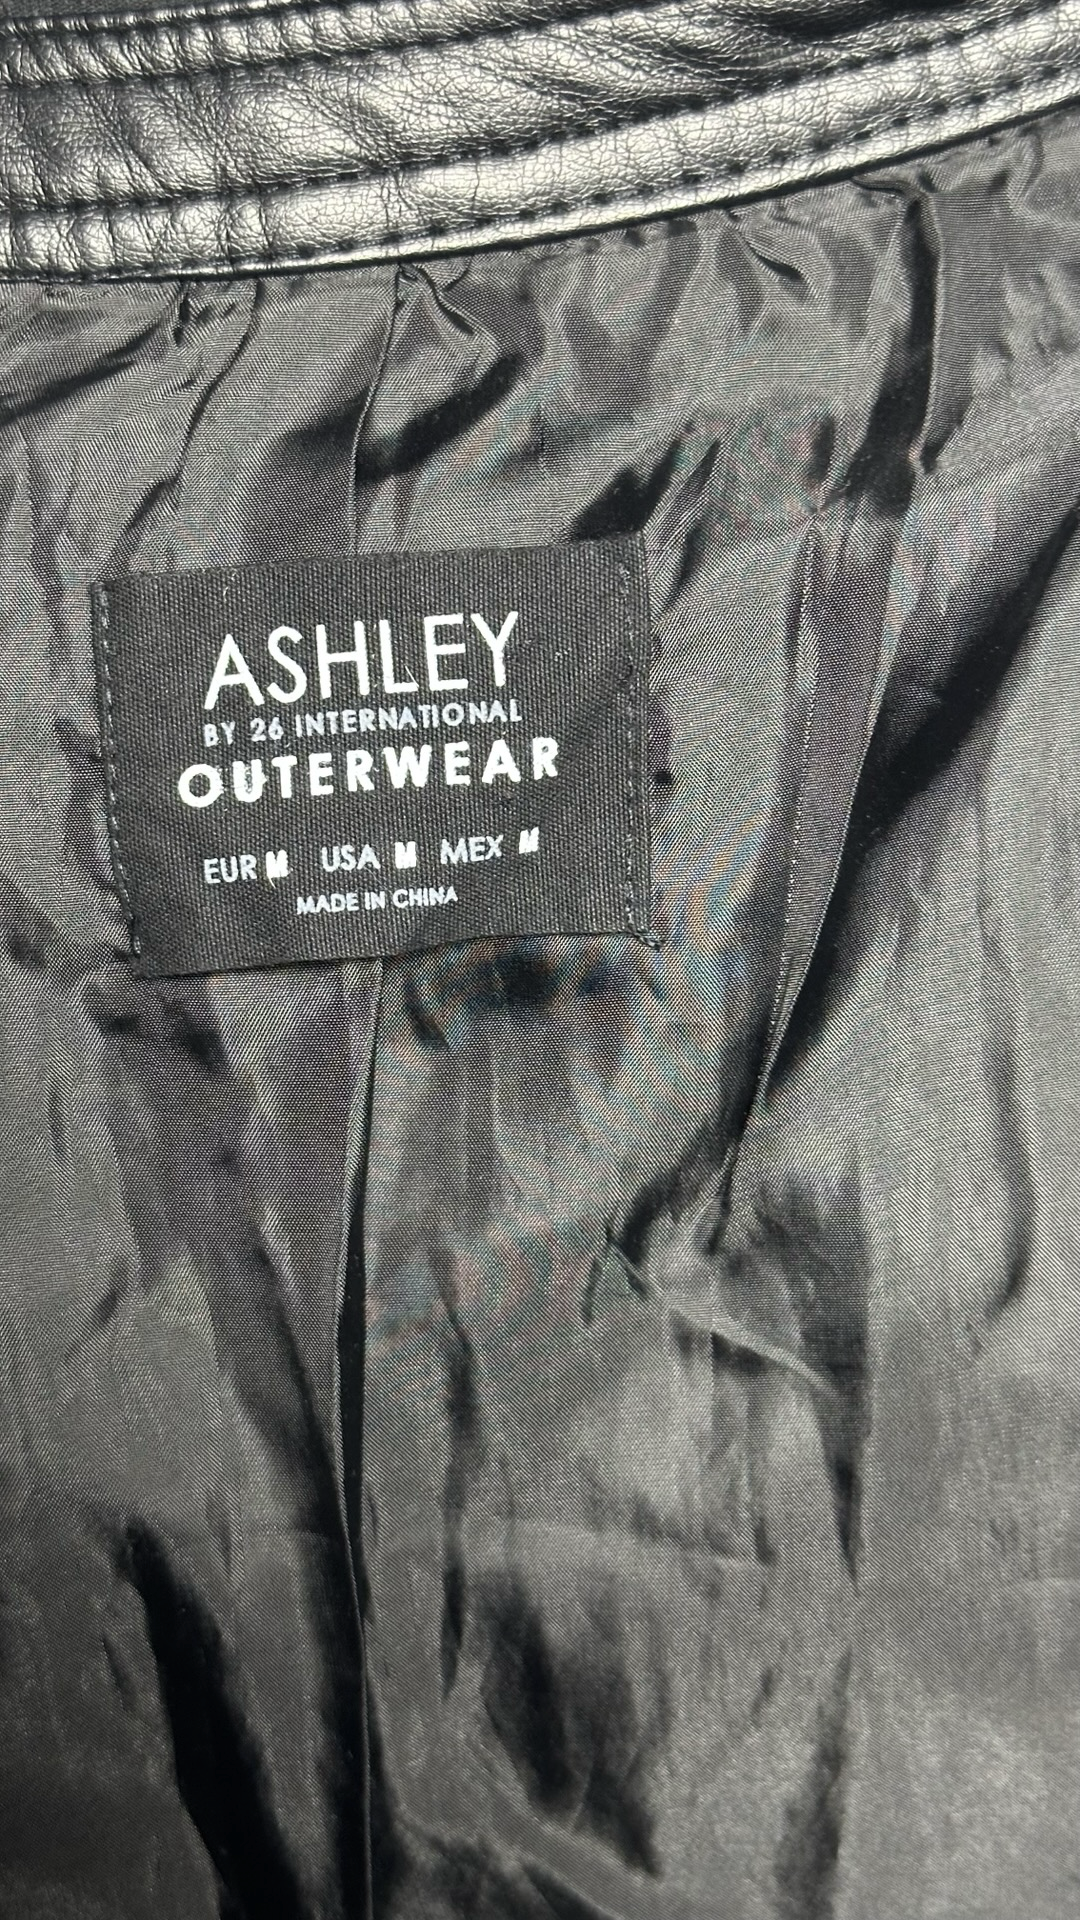 ASHLEY
BY 26 INTERNATIONAL
OUTERWEAR
EUR M USA M MEX M
MADE IN CHINA